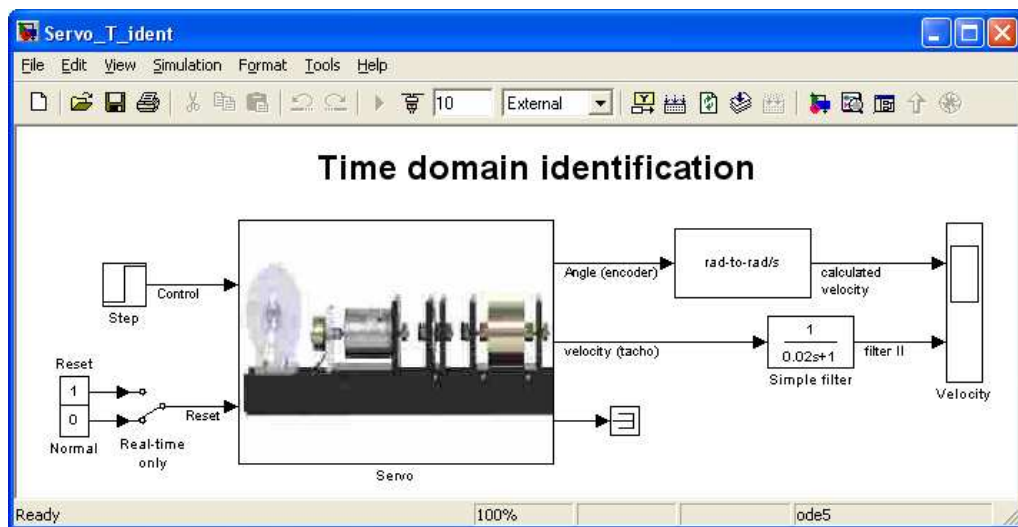 Servo_T_ident
File Edit View Simulation Format Tools Help
10 External
Time domain identification
Control
Step
Reset
1
0
Normal
Real-time
only
Reset
Servo
Angle (encoder)
rad-to-rad/s
calculated
velocity
velocity (tacho)
1
0.02s+1
Simple filter
filter II
Velocity
Ready 100% ode5